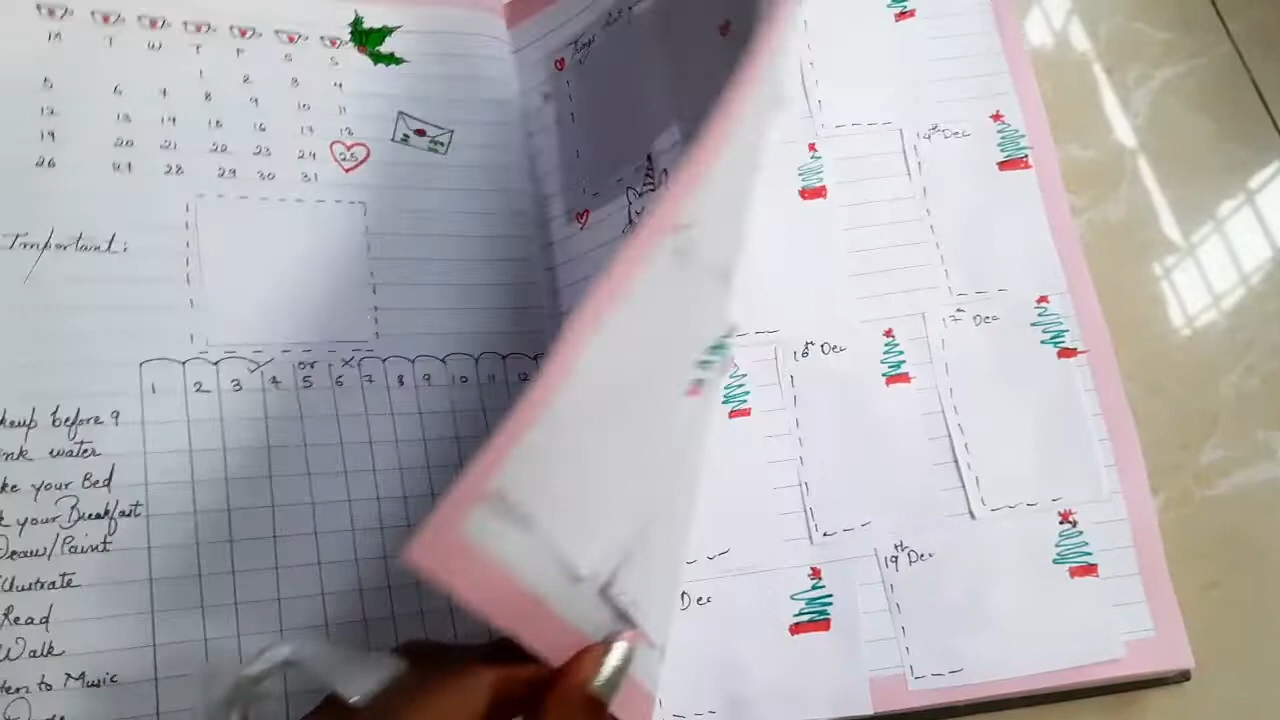 M T W T F S S
1 2 3 4
5 6 7 8 9 10 11
12 13 14 15 16 17 18
19 20 21 22 23 24 25
26 27 28 29 30 31
Important:
✓ or X
1 2 3 4 5 6 7 8 9 10 11 12
keup before 9
nk water
ke your Bed
k your Breakfast
Draw/Paint
llustrate
Read
Walk
ten to Music
Things
14th Dec
16th Dec
17th Dec
Dec
19th Dec